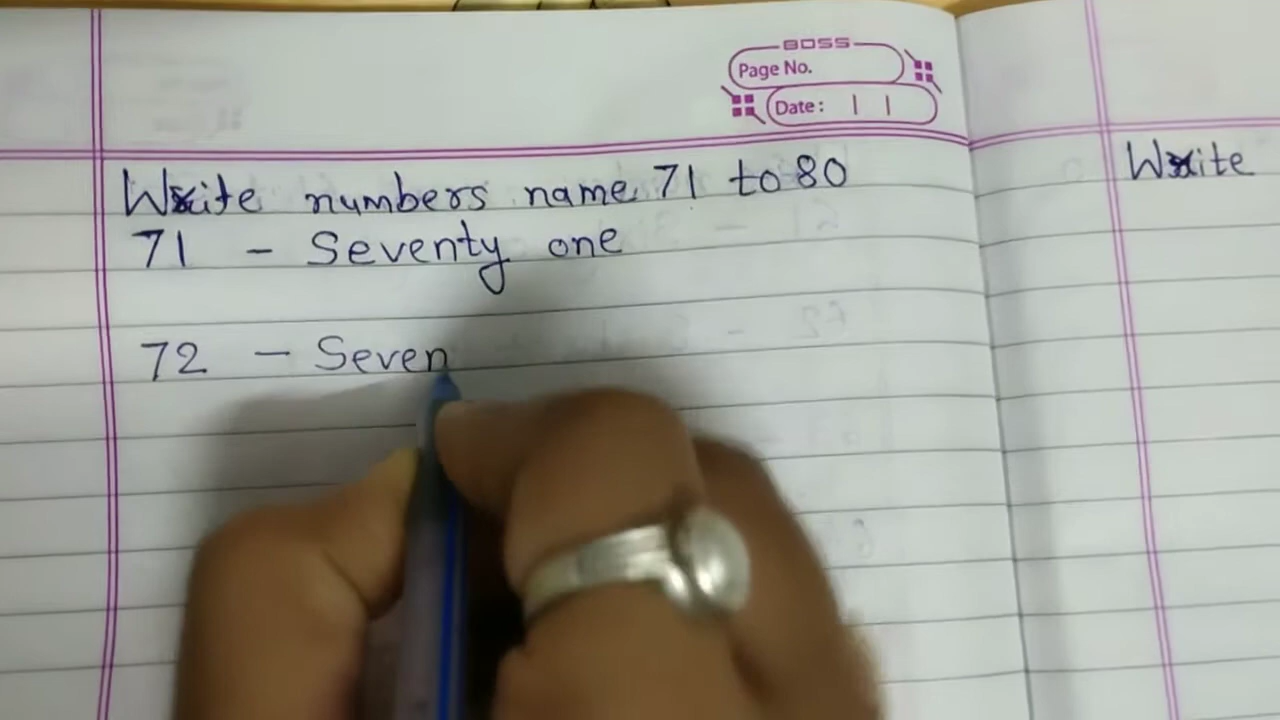 BOSS
Page No.
Date: | |
Write numbers name 71 to 80
71 - Seventy one
72 - Seven
Write